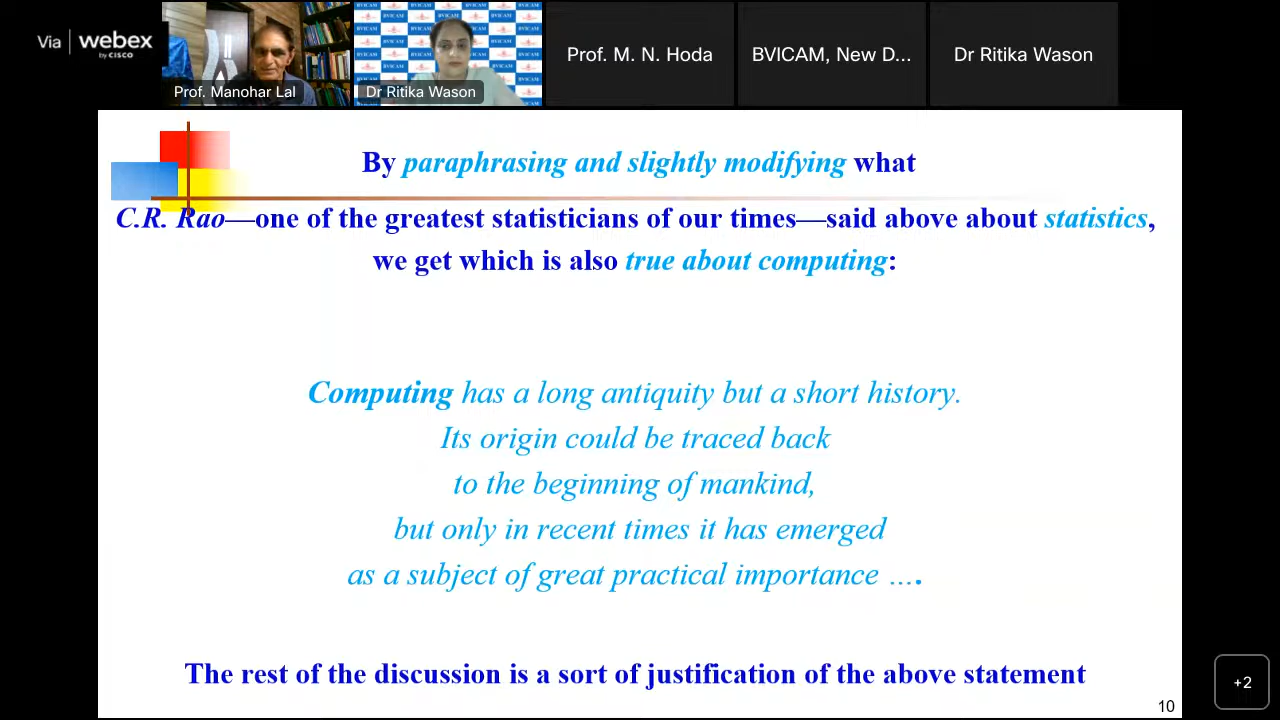 Via webex
by CISCO
Prof. Manohar Lal
BVICAM
Dr Ritika Wason
Prof. M. N. Hoda
BVICAM, New D...
Dr Ritika Wason
By paraphrasing and slightly modifying what
C.R. Rao—one of the greatest statisticians of our times—said above about statistics,
we get which is also true about computing:
Computing has a long antiquity but a short history.
Its origin could be traced back
to the beginning of mankind,
but only in recent times it has emerged
as a subject of great practical importance ….
The rest of the discussion is a sort of justification of the above statement
10
+2